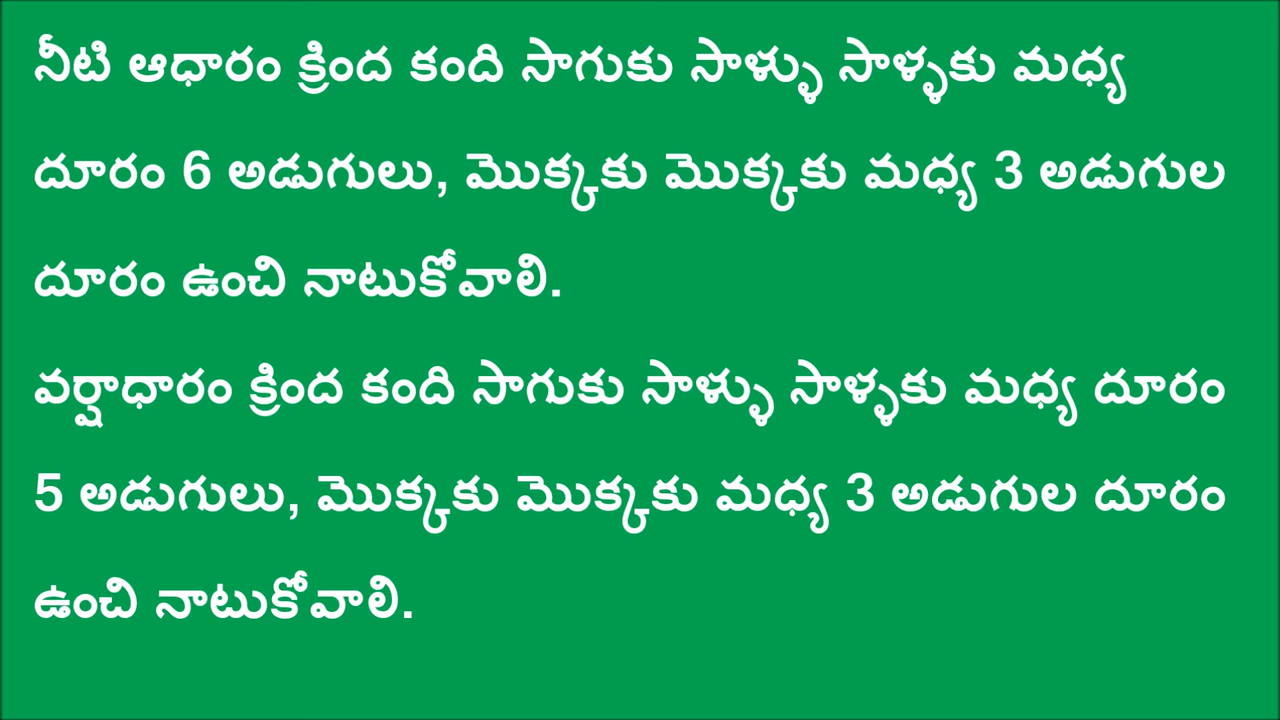 నీటి ఆధారం క్రింద కంది సాగుకు సాళ్ళు సాళ్ళకు మధ్య
దూరం 6 అడుగులు, మొక్కకు మొక్కకు మధ్య 3 అడుగుల
దూరం ఉంచి నాటుకోవాలి.
వర్షాధారం క్రింద కంది సాగుకు సాళ్ళు సాళ్ళకు మధ్య దూరం
5 అడుగులు, మొక్కకు మొక్కకు మధ్య 3 అడుగుల దూరం
ఉంచి నాటుకోవాలి.